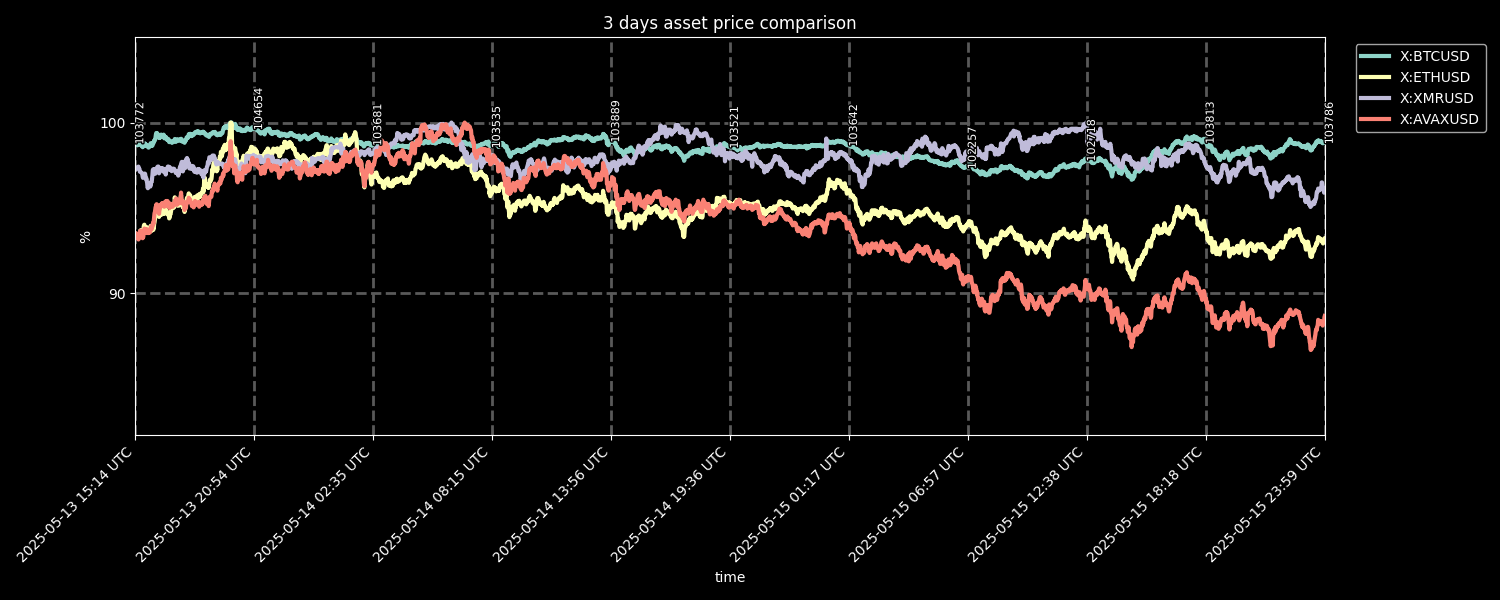 3 days asset price comparison
X:BTCUSD
X:ETHUSD
X:XMRUSD
X:AVAXUSD
103772
104654
103681
103535
103889
103521
103642
102257
102718
103813
103786
100
90
%
2025-05-13 15:14 UTC
2025-05-13 20:54 UTC
2025-05-14 02:35 UTC
2025-05-14 08:15 UTC
2025-05-14 13:56 UTC
2025-05-14 19:36 UTC
2025-05-15 01:17 UTC
2025-05-15 06:57 UTC
2025-05-15 12:38 UTC
2025-05-15 18:18 UTC
2025-05-15 23:59 UTC
time